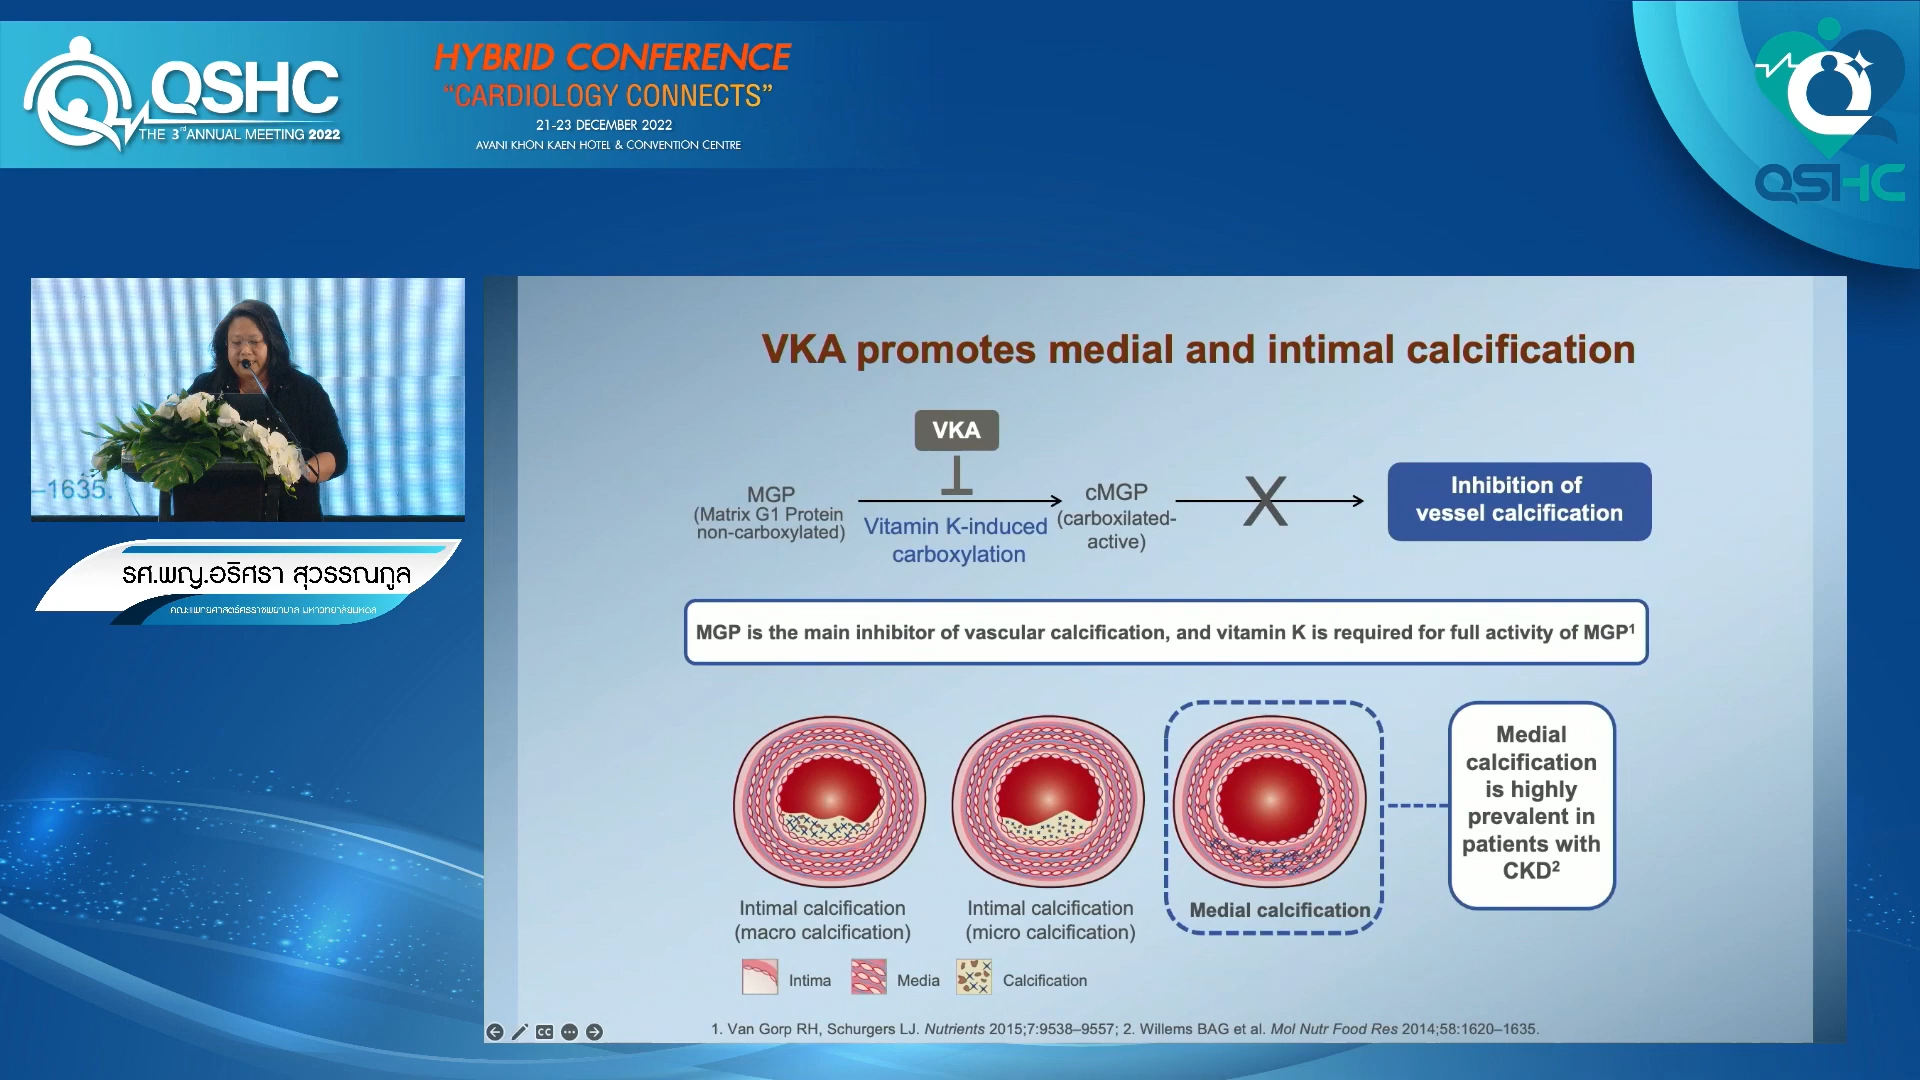 QSHC
THE 3rd ANNUAL MEETING 2022
HYBRID CONFERENCE
“CARDIOLOGY CONNECTS”
21-23 DECEMBER 2022
AVANI KHON KAEN HOTEL & CONVENTION CENTRE
QSHC
–1635.
รศ.พญ.อริศรา สุวรรณกูล
คณะแพทยศาสตร์ศิริราชพยาบาล มหาวิทยาลัยมหิดล
VKA promotes medial and intimal calcification
VKA
MGP
(Matrix G1 Protein
non-carboxylated)
Vitamin K-induced
carboxylation
cMGP
(carboxilated-
active)
X
Inhibition of
vessel calcification
MGP is the main inhibitor of vascular calcification, and vitamin K is required for full activity of MGP¹
Intimal calcification
(macro calcification)
Intimal calcification
(micro calcification)
Medial calcification
Medial
calcification
is highly
prevalent in
patients with
CKD²
Intima
Media
Calcification
1. Van Gorp RH, Schurgers LJ. Nutrients 2015;7:9538–9557; 2. Willems BAG et al. Mol Nutr Food Res 2014;58:1620–1635.
CC